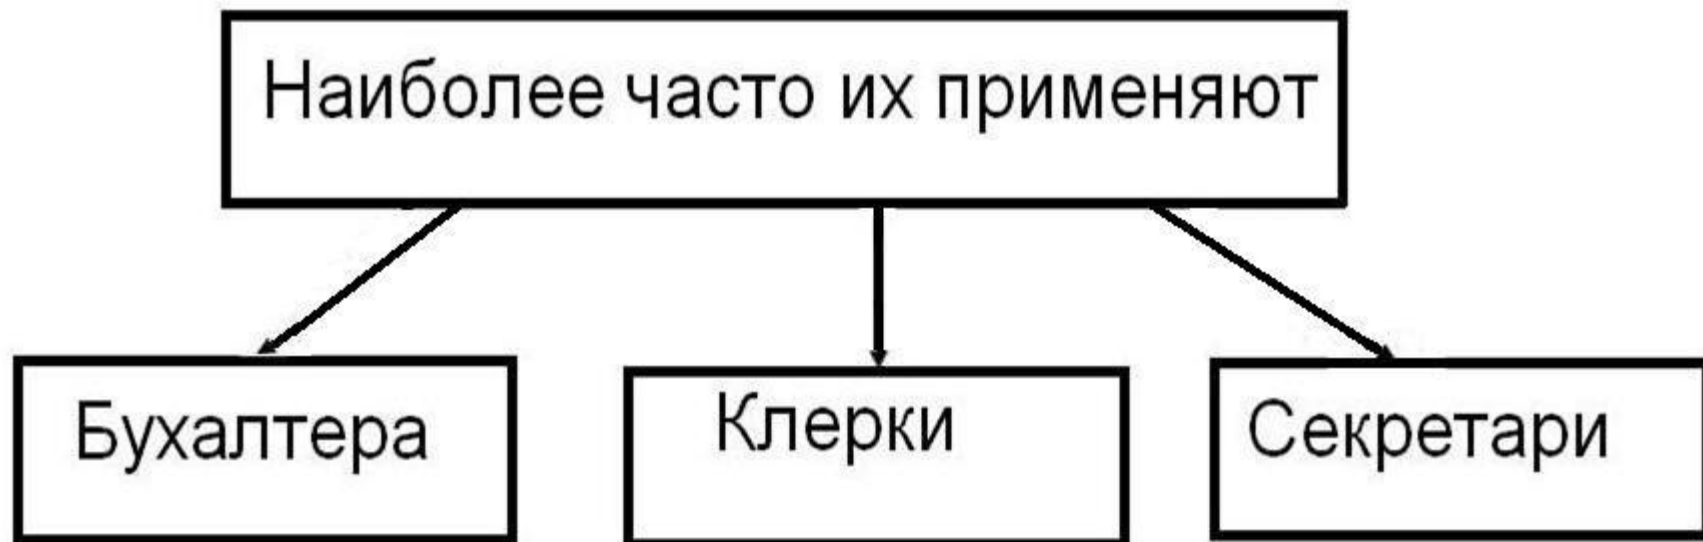 Наиболее часто их применяют
Бухалтера
Клерки
Секретари